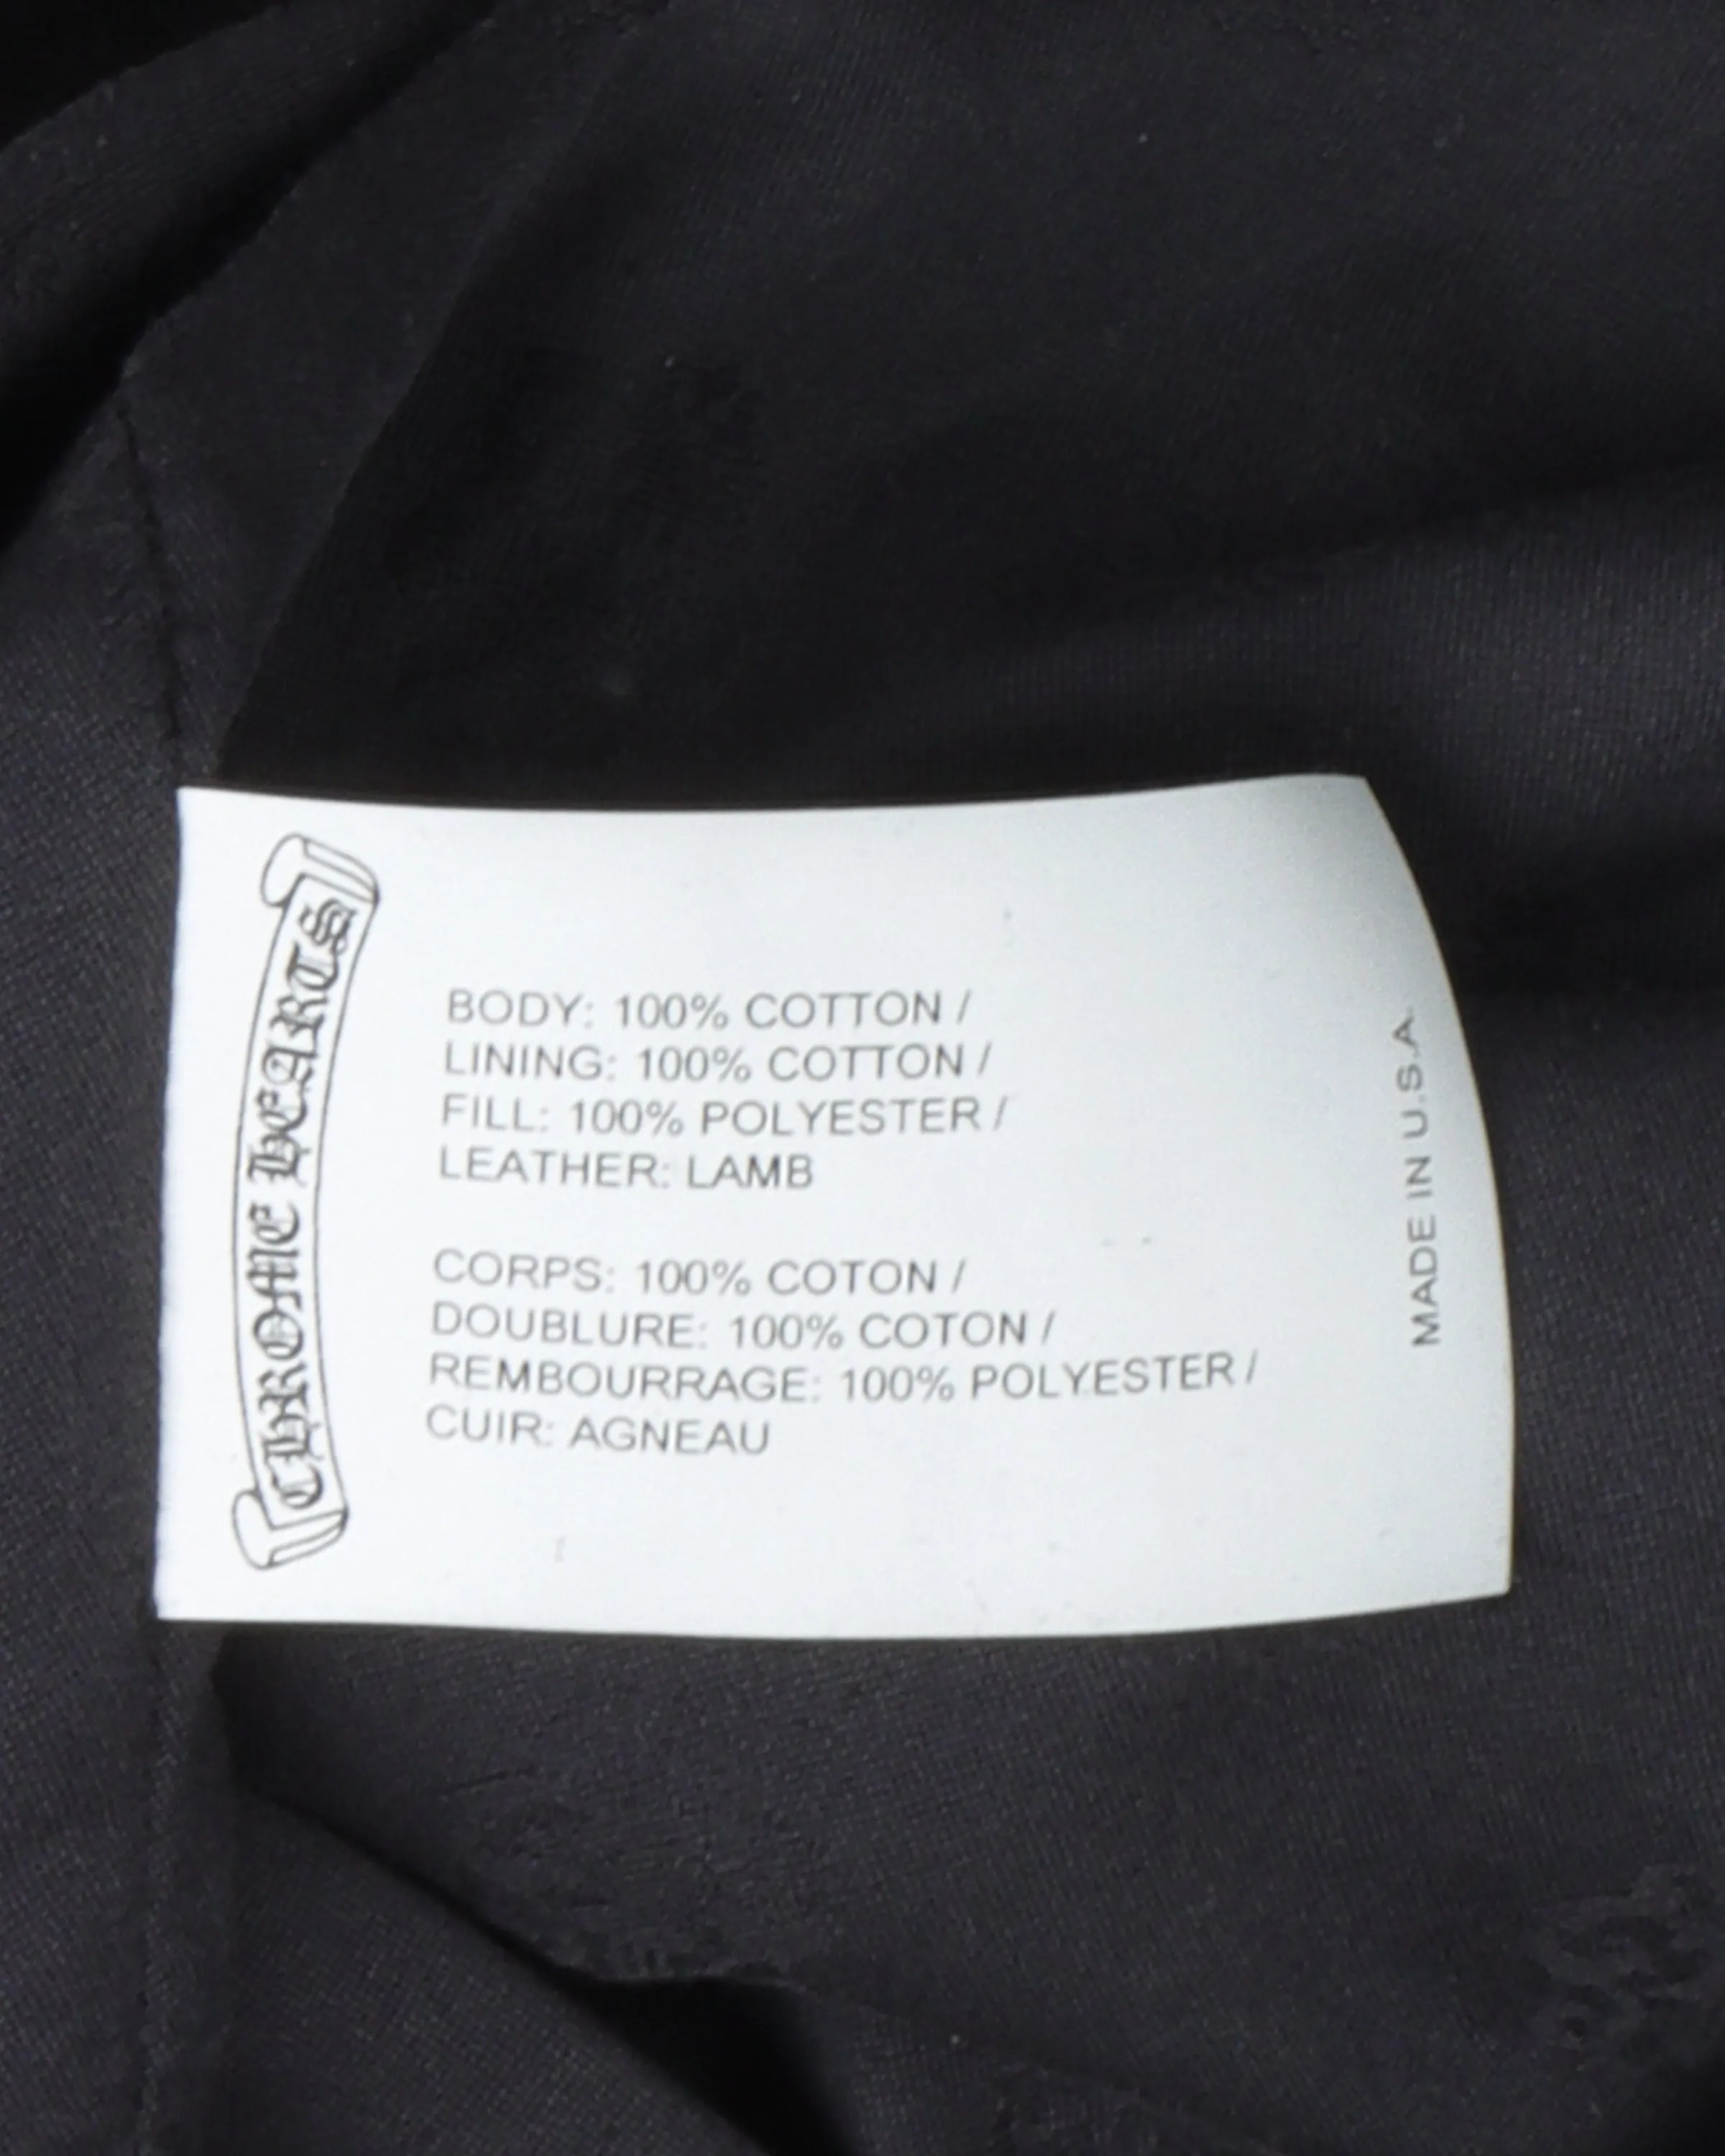 CHROME HEARTS
BODY: 100% COTTON /
LINING: 100% COTTON /
FILL: 100% POLYESTER /
LEATHER: LAMB
CORPS: 100% COTON /
DOUBLURE: 100% COTON /
REMBOURRAGE: 100% POLYESTER /
CUIR: AGNEAU
MADE IN U.S.A.